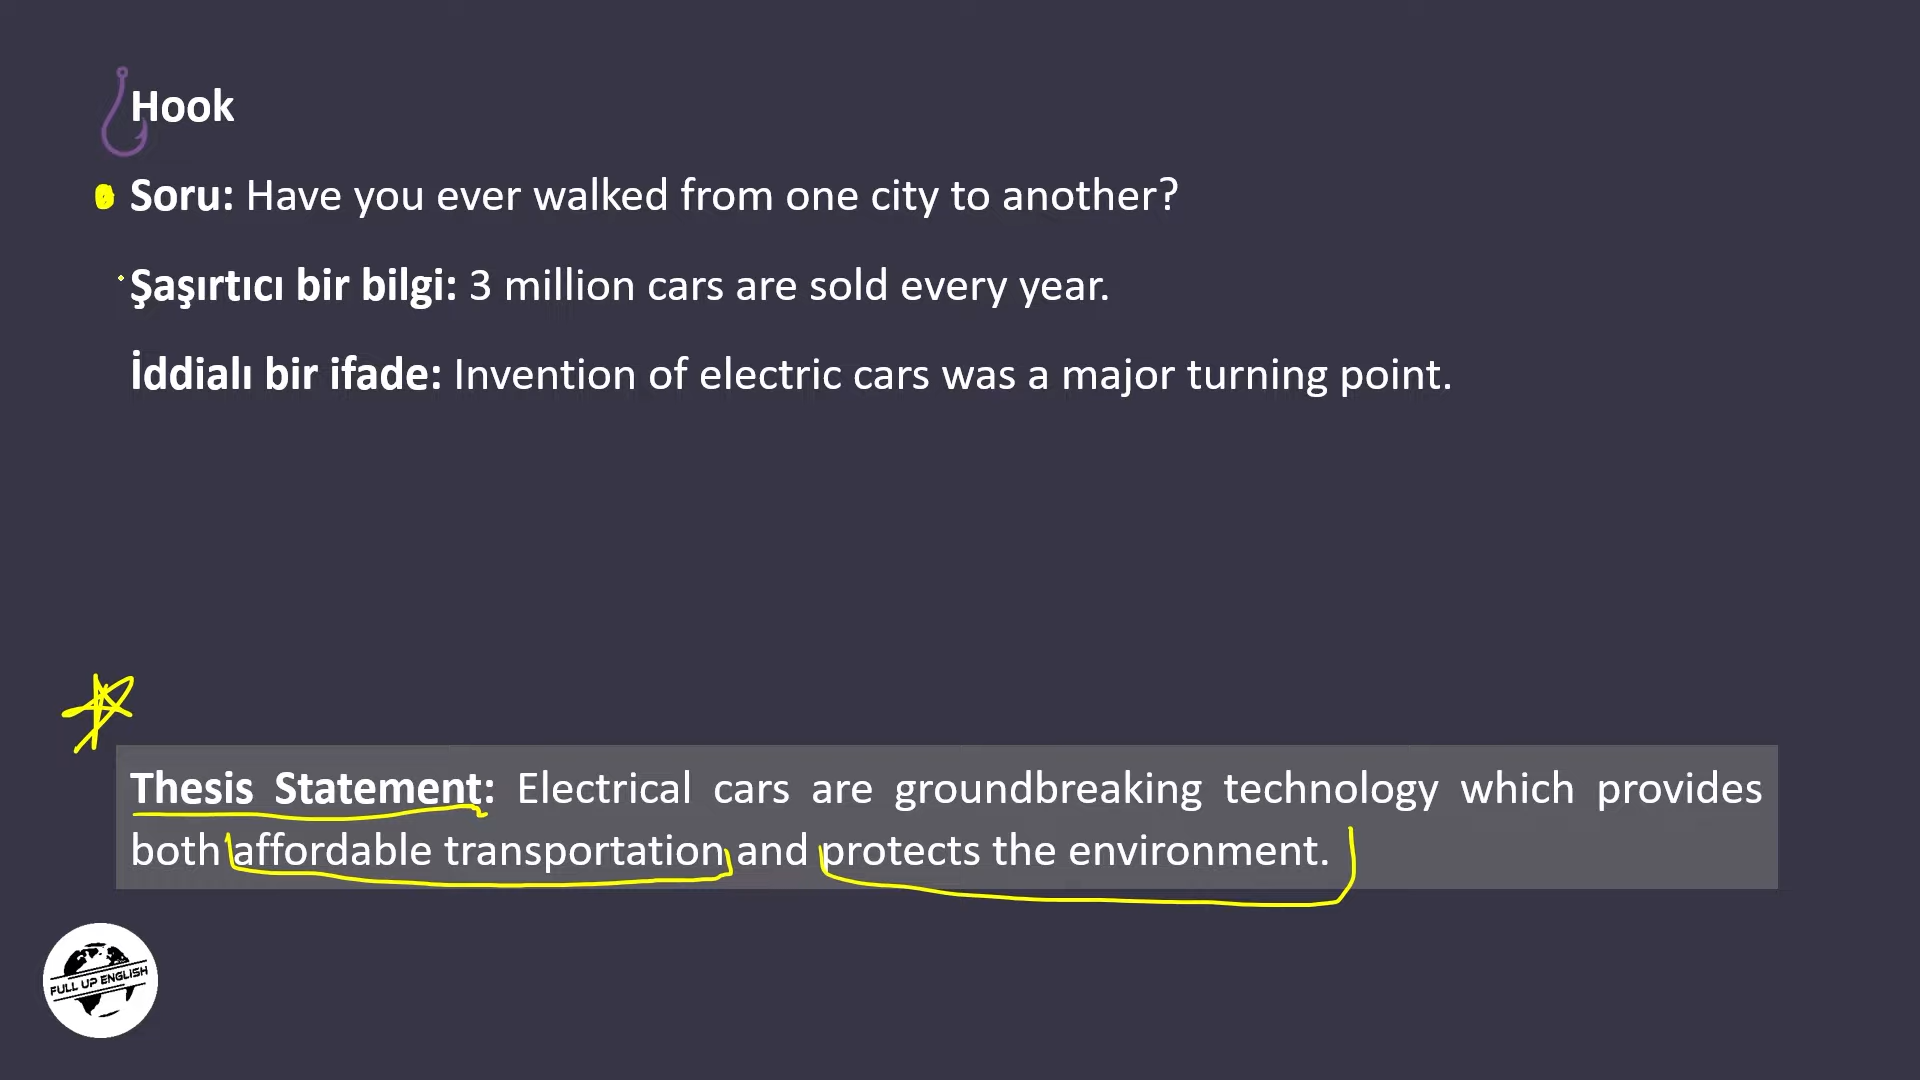 Hook
Soru: Have you ever walked from one city to another?
Şaşırtıcı bir bilgi: 3 million cars are sold every year.
İddialı bir ifade: Invention of electric cars was a major turning point.
Thesis Statement: Electrical cars are groundbreaking technology which provides
both affordable transportation and protects the environment.
FULL UP ENGLISH